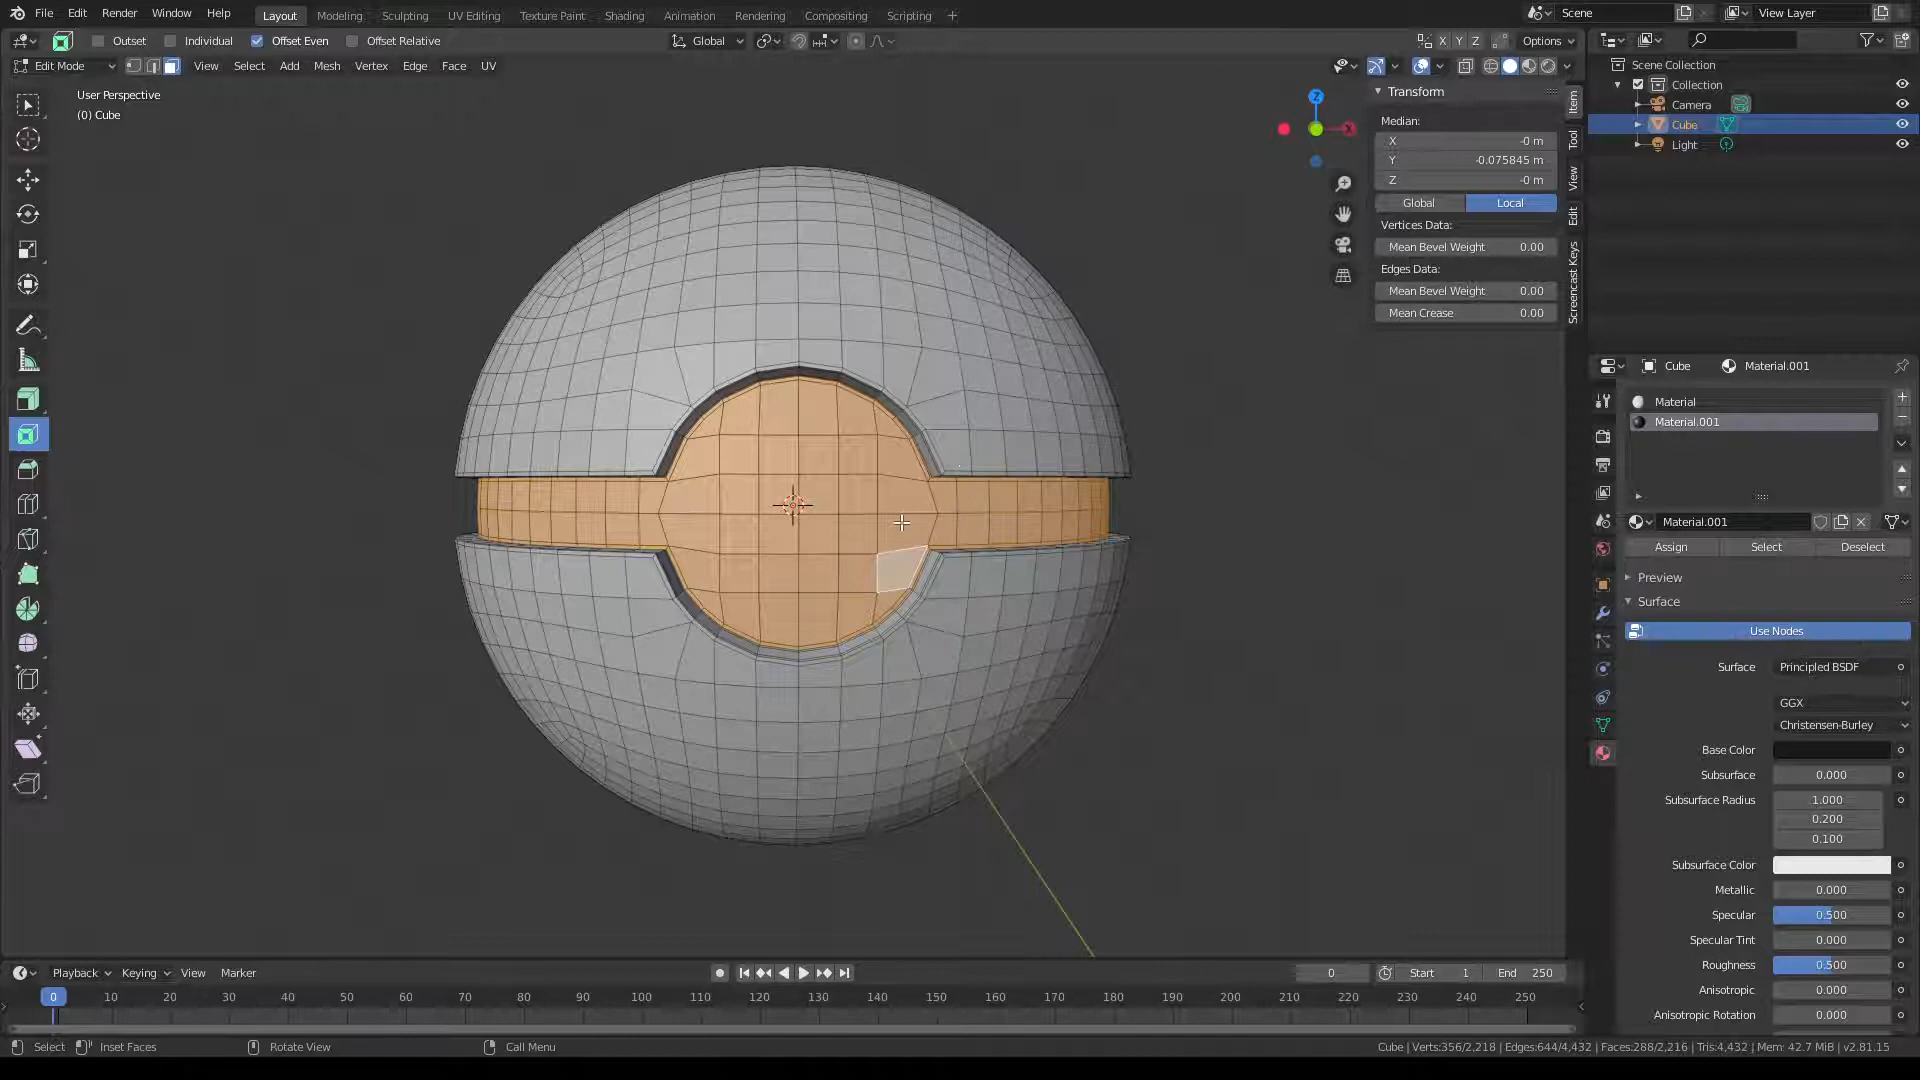 File Edit Render Window Help Layout Modeling Sculpting UV Editing Texture Paint Shading Animation Rendering Compositing Scripting + Scene View Layer
Outset Individual Offset Even Offset Relative Global X Y Z Options
Edit Mode View Select Add Mesh Vertex Edge Face UV
User Perspective
(0) Cube
Z
X
Transform
Median:
X -0 m
Y -0.075845 m
Z -0 m
Global Local
Vertices Data:
Mean Bevel Weight 0.00
Edges Data:
Mean Bevel Weight 0.00
Mean Crease 0.00
Item
Tool
View
Edit
Screencast Keys
Scene Collection
Collection
Camera
Cube
Light
Cube Material.001
Material
Material.001
Material.001
Assign Select Deselect
Preview
Surface
Use Nodes
Surface Principled BSDF
GGX
Christensen-Burley
Base Color
Subsurface 0.000
Subsurface Radius 1.000
0.200
0.100
Subsurface Color
Metallic 0.000
Specular 0.500
Specular Tint 0.000
Roughness 0.500
Anisotropic 0.000
Anisotropic Rotation 0.000
Playback Keying View Marker 0 Start 1 End 250
0 10 20 30 40 50 60 70 80 90 100 110 120 130 140 150 160 170 180 190 200 210 220 230 240 250
Select Inset Faces Rotate View Call Menu Cube | Verts:356/2,218 | Edges:644/4,432 | Faces:288/2,216 | Tris:4,432 | Mem: 42.7 MiB | v2.81.15